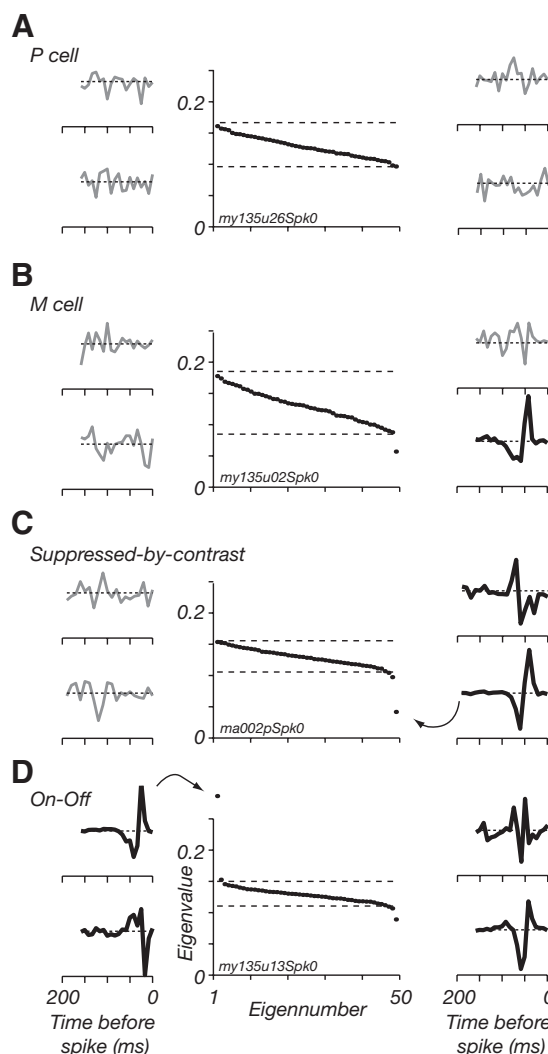 A
P cell
0.2
0
my135u26Spk0
B
M cell
0.2
0
my135u02Spk0
C
Suppressed-by-contrast
0.2
0
ma002pSpk0
D
On-Off
0.2
Eigenvalue
0
my135u13Spk0
200 0
1 50
200 0
Time before
spike (ms)
Eigennumber
Time before
spike (ms)